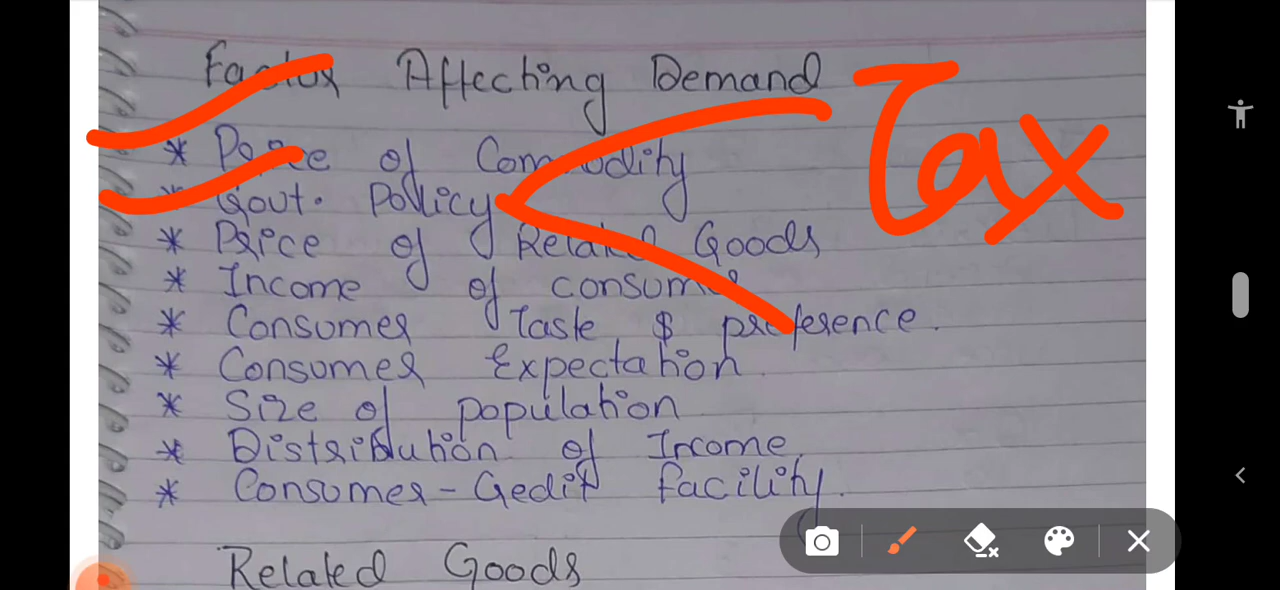 Factor Affecting Demand
Tax
* Price of Commodity
* Govt. Policy
* Price of Related Goods
* Income of consumer
* Consumer Taste $ preference.
* Consumer Expectation
* Size of population
* Distribution of Income
* Consumer-Credit facility.
Related Goods